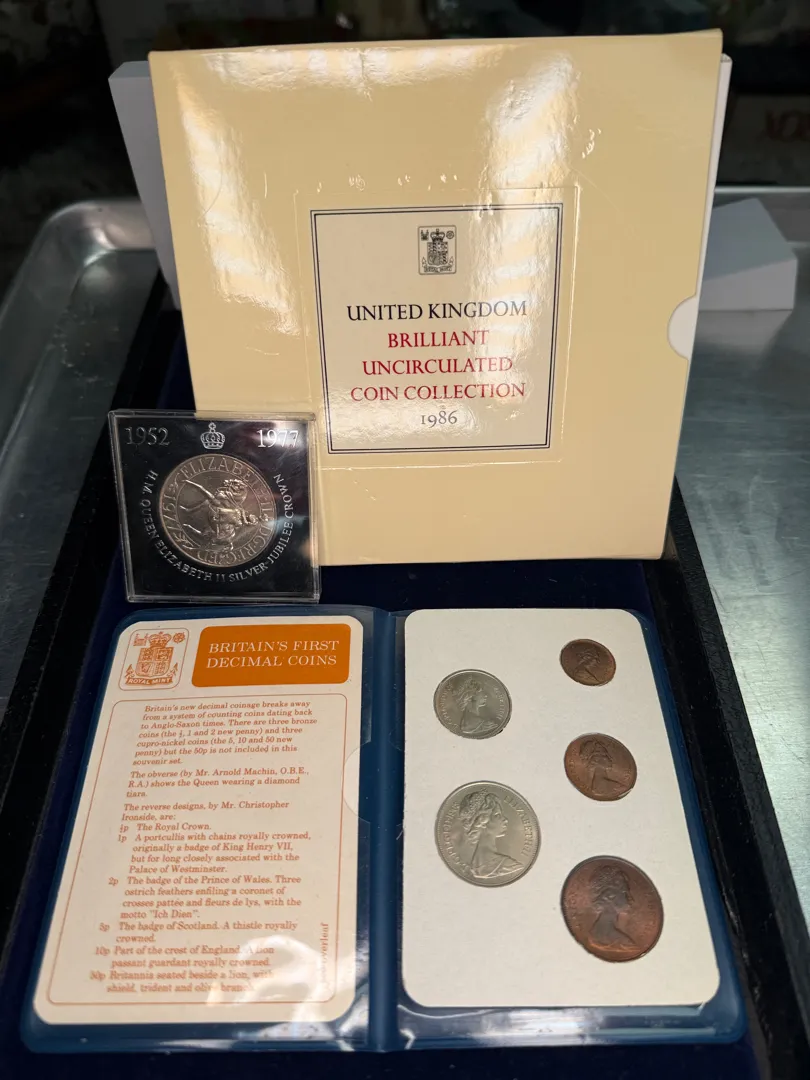 UNITED KINGDOM
BRILLIANT
UNCIRCULATED
COIN COLLECTION
1986
1952
1977
H.M. QUEEN ELIZABETH II SILVER JUBILEE CROWN
ELIZABETH
ROYAL MINT
BRITAIN'S FIRST
DECIMAL COINS
Britain's new decimal coinage breaks away
from a system of counting coins dating back
to Anglo-Saxon times. There are three bronze
coins (the ½, 1 and 2 new penny) and three
cupro-nickel coins (the 5, 10 and 50 new
penny) but the 50p is not included in this
souvenir set.
The obverse (by Mr. Arnold Machin, O.B.E.,
R.A.) shows the Queen wearing a diamond
tiara.
The reverse designs, by Mr. Christopher
Ironside, are:
½p The Royal Crown.
1p A portcullis with chains royally crowned,
originally a badge of King Henry VII,
but for long closely associated with the
Palace of Westminster.
2p The badge of the Prince of Wales. Three
ostrich feathers enfiling a coronet of
crosses pattée and fleurs de lys, with the
motto "Ich Dien".
5p The badge of Scotland. A thistle royally
crowned.
10p Part of the crest of England. A lion
passant guardant royally crowned.
50p Britannia seated beside a lion, with
shield, trident and olive branch.
overleaf